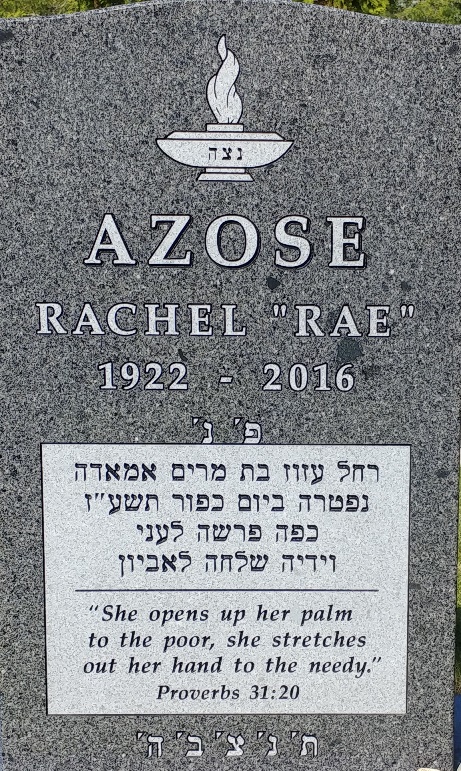 נצה
AZOSE
RACHEL "RAE"
1922 - 2016
פ׳ נ׳
רחל עזוז בת מרים אמאדה
נפטרה ביום כפור תשע״ז
כפה פרשה לעני
וידיה שלחה לאביון
“She opens up her palm
to the poor, she stretches
out her hand to the needy.”
Proverbs 31:20
ת׳ נ׳ צ׳ ב׳ ה׳